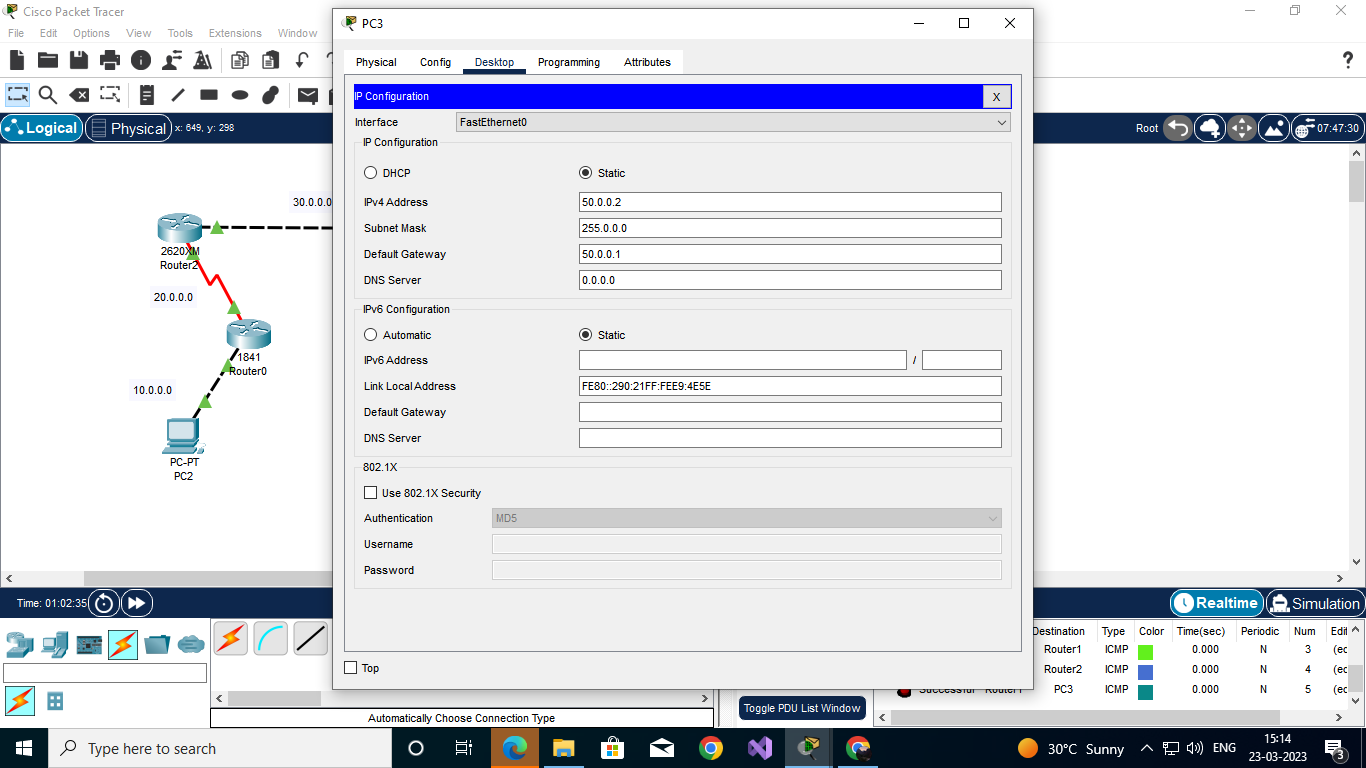 Cisco Packet Tracer
File Edit Options View Tools Extensions Window
Logical Physical x: 649, y: 298
Root 07:47:30
30.0.0.0
2620XM
Router2
20.0.0.0
1841
Router0
10.0.0.0
PC-PT
PC2
PC3
Physical Config Desktop Programming Attributes
IP Configuration X
Interface FastEthernet0
IP Configuration
DHCP Static
IPv4 Address 50.0.0.2
Subnet Mask 255.0.0.0
Default Gateway 50.0.0.1
DNS Server 0.0.0.0
IPv6 Configuration
Automatic Static
IPv6 Address /
Link Local Address FE80::290:21FF:FEE9:4E5E
Default Gateway
DNS Server
802.1X
Use 802.1X Security
Authentication MD5
Username
Password
Top
Time: 01:02:35
Realtime Simulation
Automatically Choose Connection Type
Toggle PDU List Window
Destination Type Color Time(sec) Periodic Num Edit
Router1 ICMP 0.000 N 3
Router2 ICMP 0.000 N 4
Successful Router1 PC3 ICMP 0.000 N 5
Type here to search
30°C Sunny
ENG
15:14
23-03-2023
3